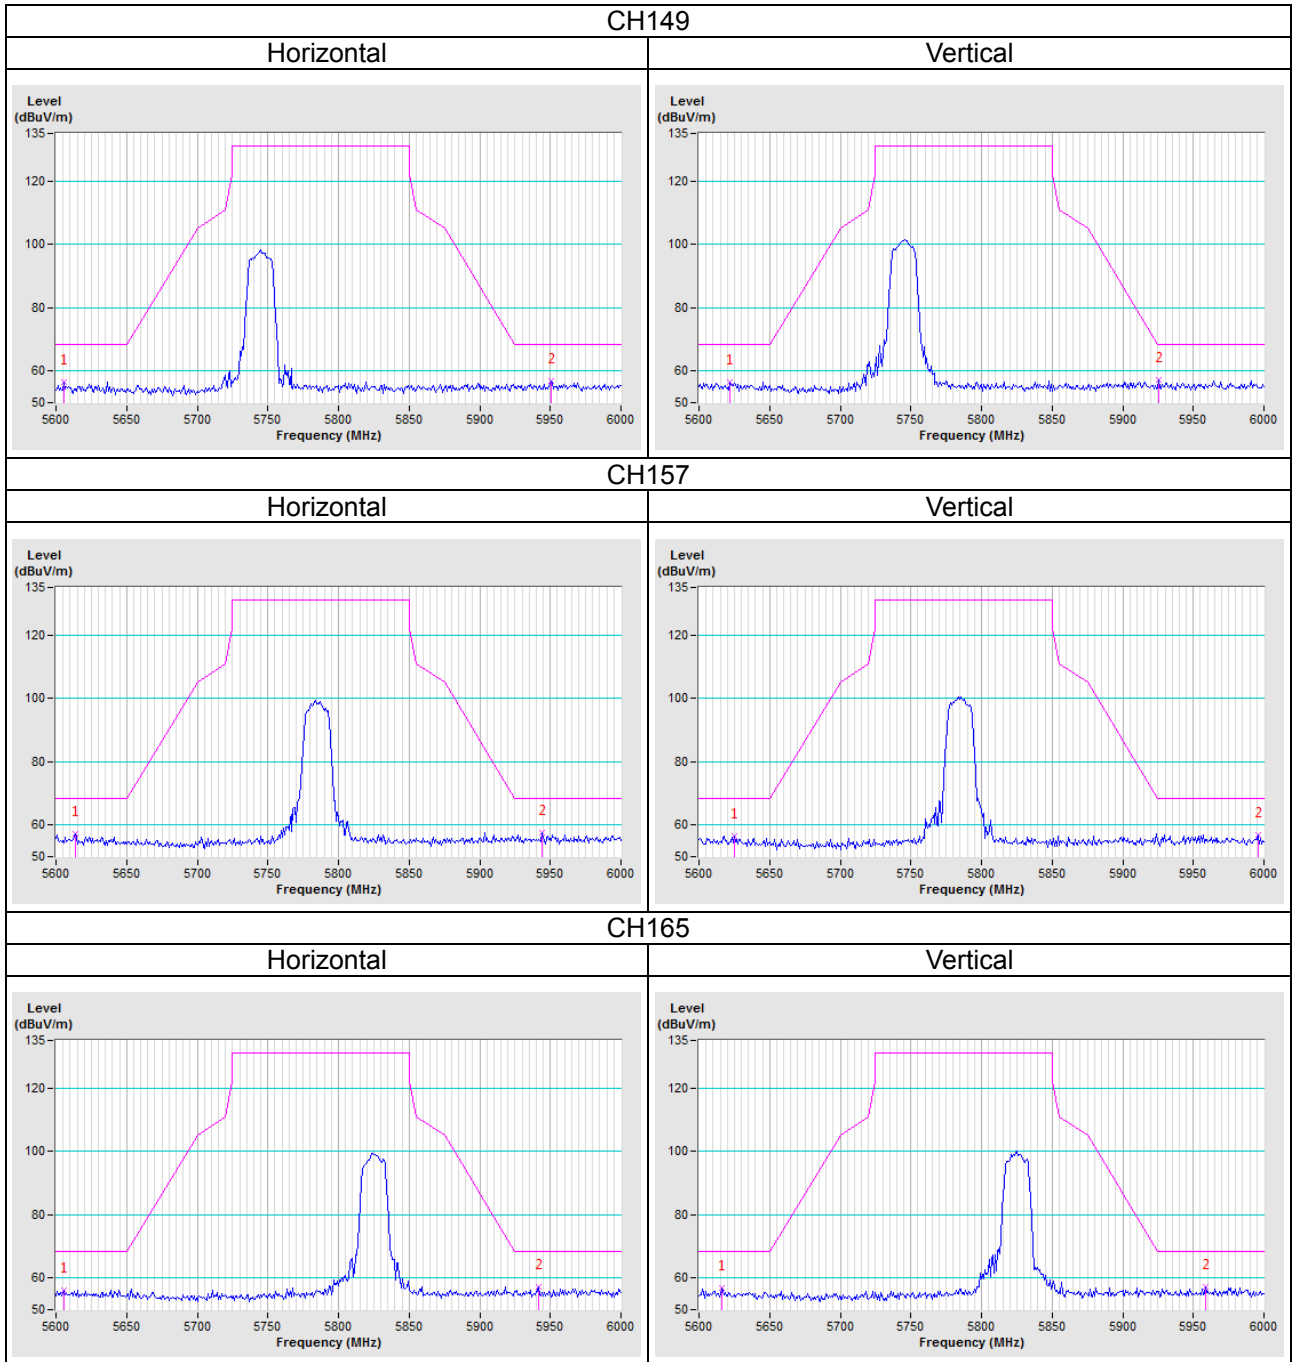 CH149
Horizontal Vertical
Level Level
(dBuV/m) (dBuV/m)
135 135
120 120
100 100
80 80
60 60
50 50
1 2 1 2
5600 5650 5700 5750 5800 5850 5900 5950 6000 5600 5650 5700 5750 5800 5850 5900 5950 6000
Frequency (MHz) Frequency (MHz)
CH157
Horizontal Vertical
Level Level
(dBuV/m) (dBuV/m)
135 135
120 120
100 100
80 80
1 2 1 2
60 60
50 50
5600 5650 5700 5750 5800 5850 5900 5950 6000 5600 5650 5700 5750 5800 5850 5900 5950 6000
Frequency (MHz) Frequency (MHz)
CH165
Horizontal Vertical
Level Level
(dBuV/m) (dBuV/m)
135 135
120 120
100 100
80 80
1 2 1 2
60 60
50 50
5600 5650 5700 5750 5800 5850 5900 5950 6000 5600 5650 5700 5750 5800 5850 5900 5950 6000
Frequency (MHz) Frequency (MHz)